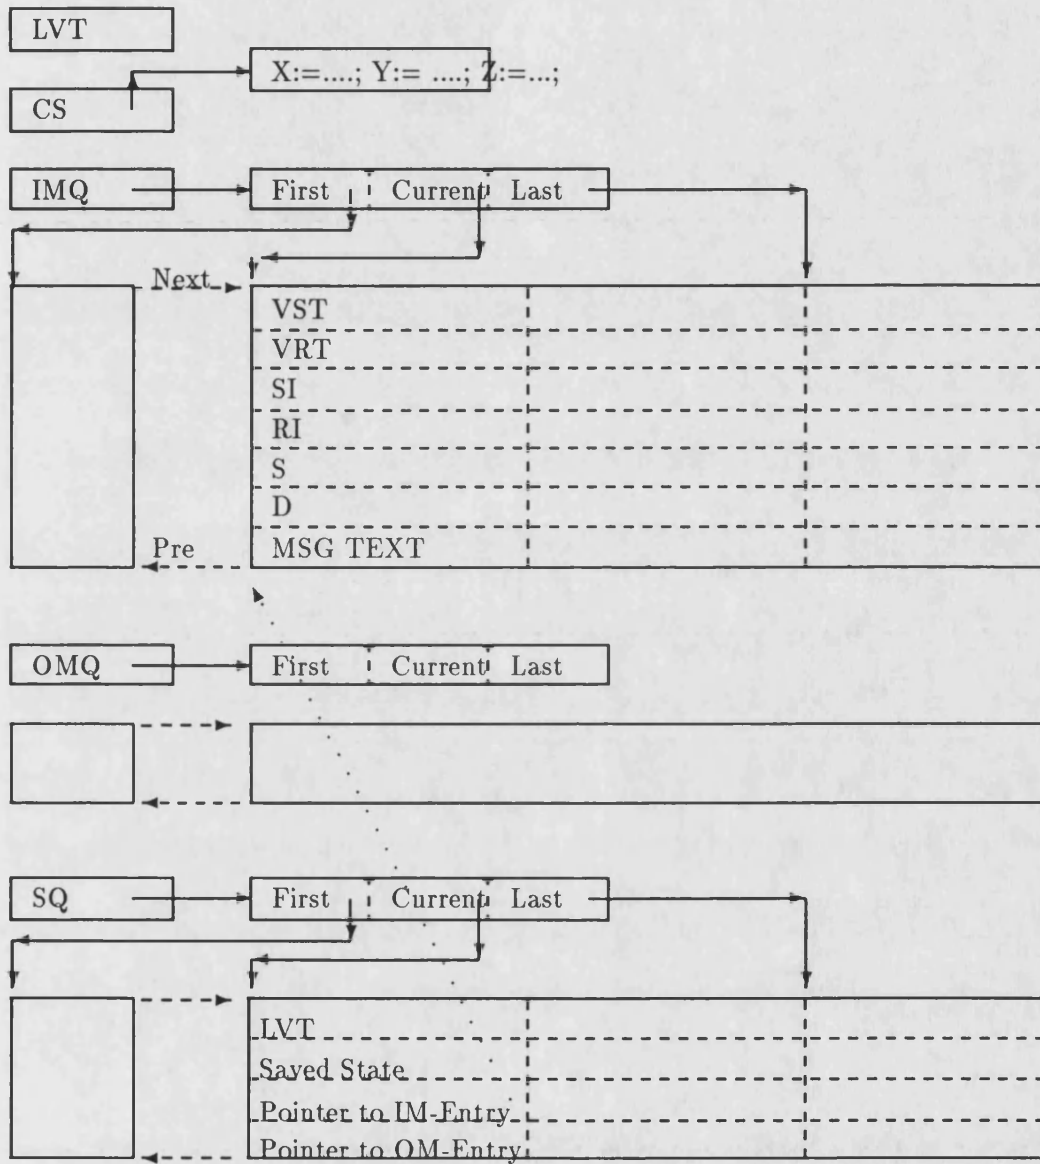 LVT
X:=....; Y:= ....; Z:=...;
CS
IMQ First Current Last
Next
VST
VRT
SI
RI
S
D
Pre MSG TEXT
OMQ First Current Last
SQ First Current Last
LVT
Saved State
Pointer to IM-Entry
Pointer to OM-Entry